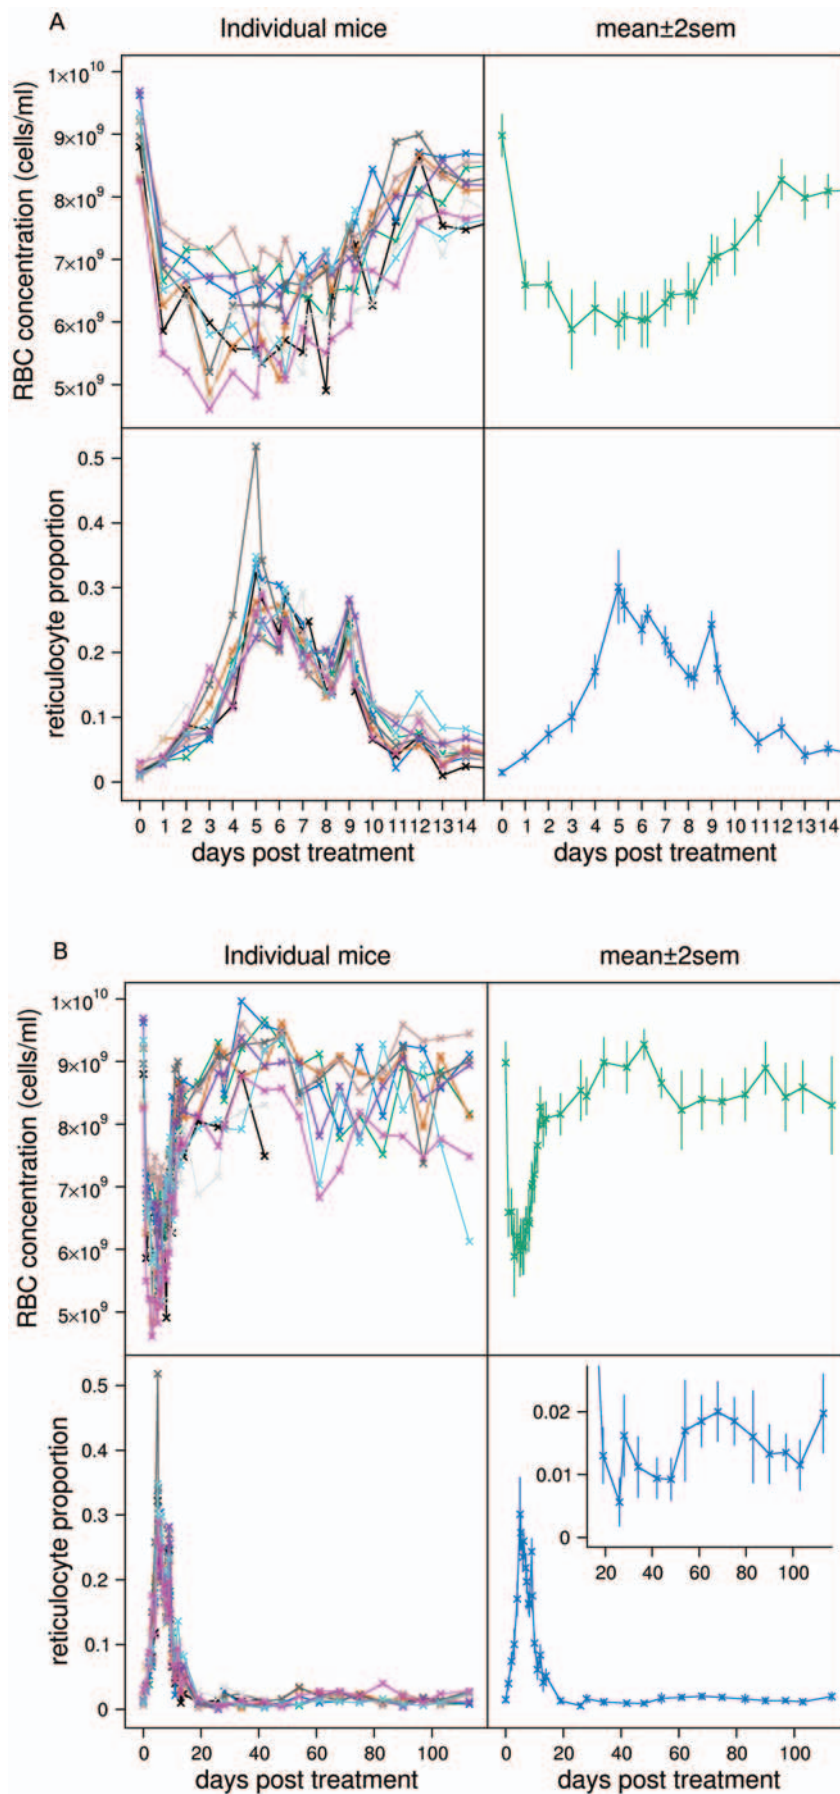 A
Individual mice
mean±2sem
RBC concentration (cells/ml)
1×10¹⁰
9×10⁹
8×10⁹
7×10⁹
6×10⁹
5×10⁹
reticulocyte proportion
0.5
0.4
0.3
0.2
0.1
0
0 1 2 3 4 5 6 7 8 9 10 11 12 13 14
0 1 2 3 4 5 6 7 8 9 10 11 12 13 14
days post treatment
days post treatment
B
Individual mice
mean±2sem
RBC concentration (cells/ml)
1×10¹⁰
9×10⁹
8×10⁹
7×10⁹
6×10⁹
5×10⁹
reticulocyte proportion
0.5
0.4
0.3
0.2
0.1
0
0.02
0.01
0
20 40 60 80 100
0 20 40 60 80 100
0 20 40 60 80 100
days post treatment
days post treatment